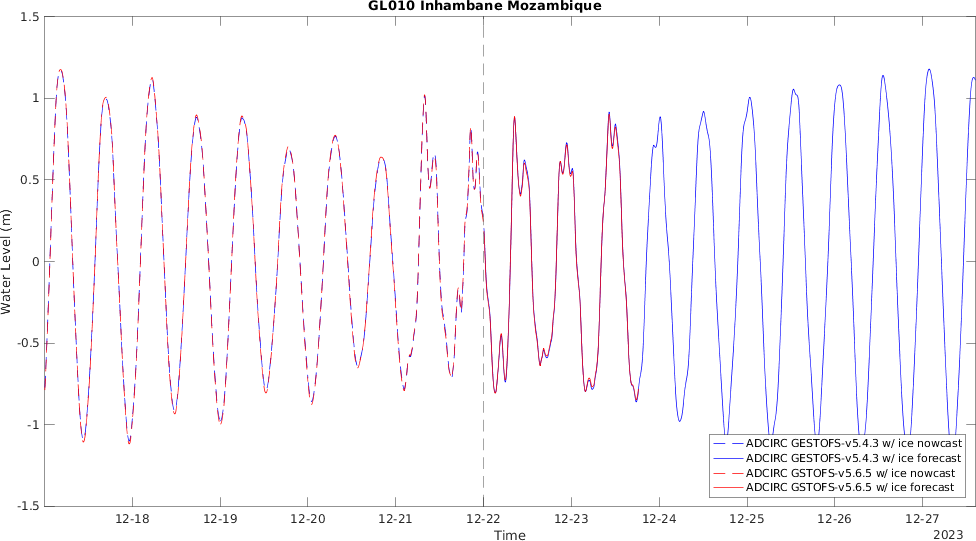 GL010 Inhambane Mozambique
1.5
1
0.5
0
-0.5
-1
-1.5
Water Level (m)
12-18 12-19 12-20 12-21 12-22 12-23 12-24 12-25 12-26 12-27
Time
2023
ADCIRC GESTOFS-v5.4.3 w/ ice nowcast
ADCIRC GESTOFS-v5.4.3 w/ ice forecast
ADCIRC GSTOFS-v5.6.5 w/ ice nowcast
ADCIRC GSTOFS-v5.6.5 w/ ice forecast